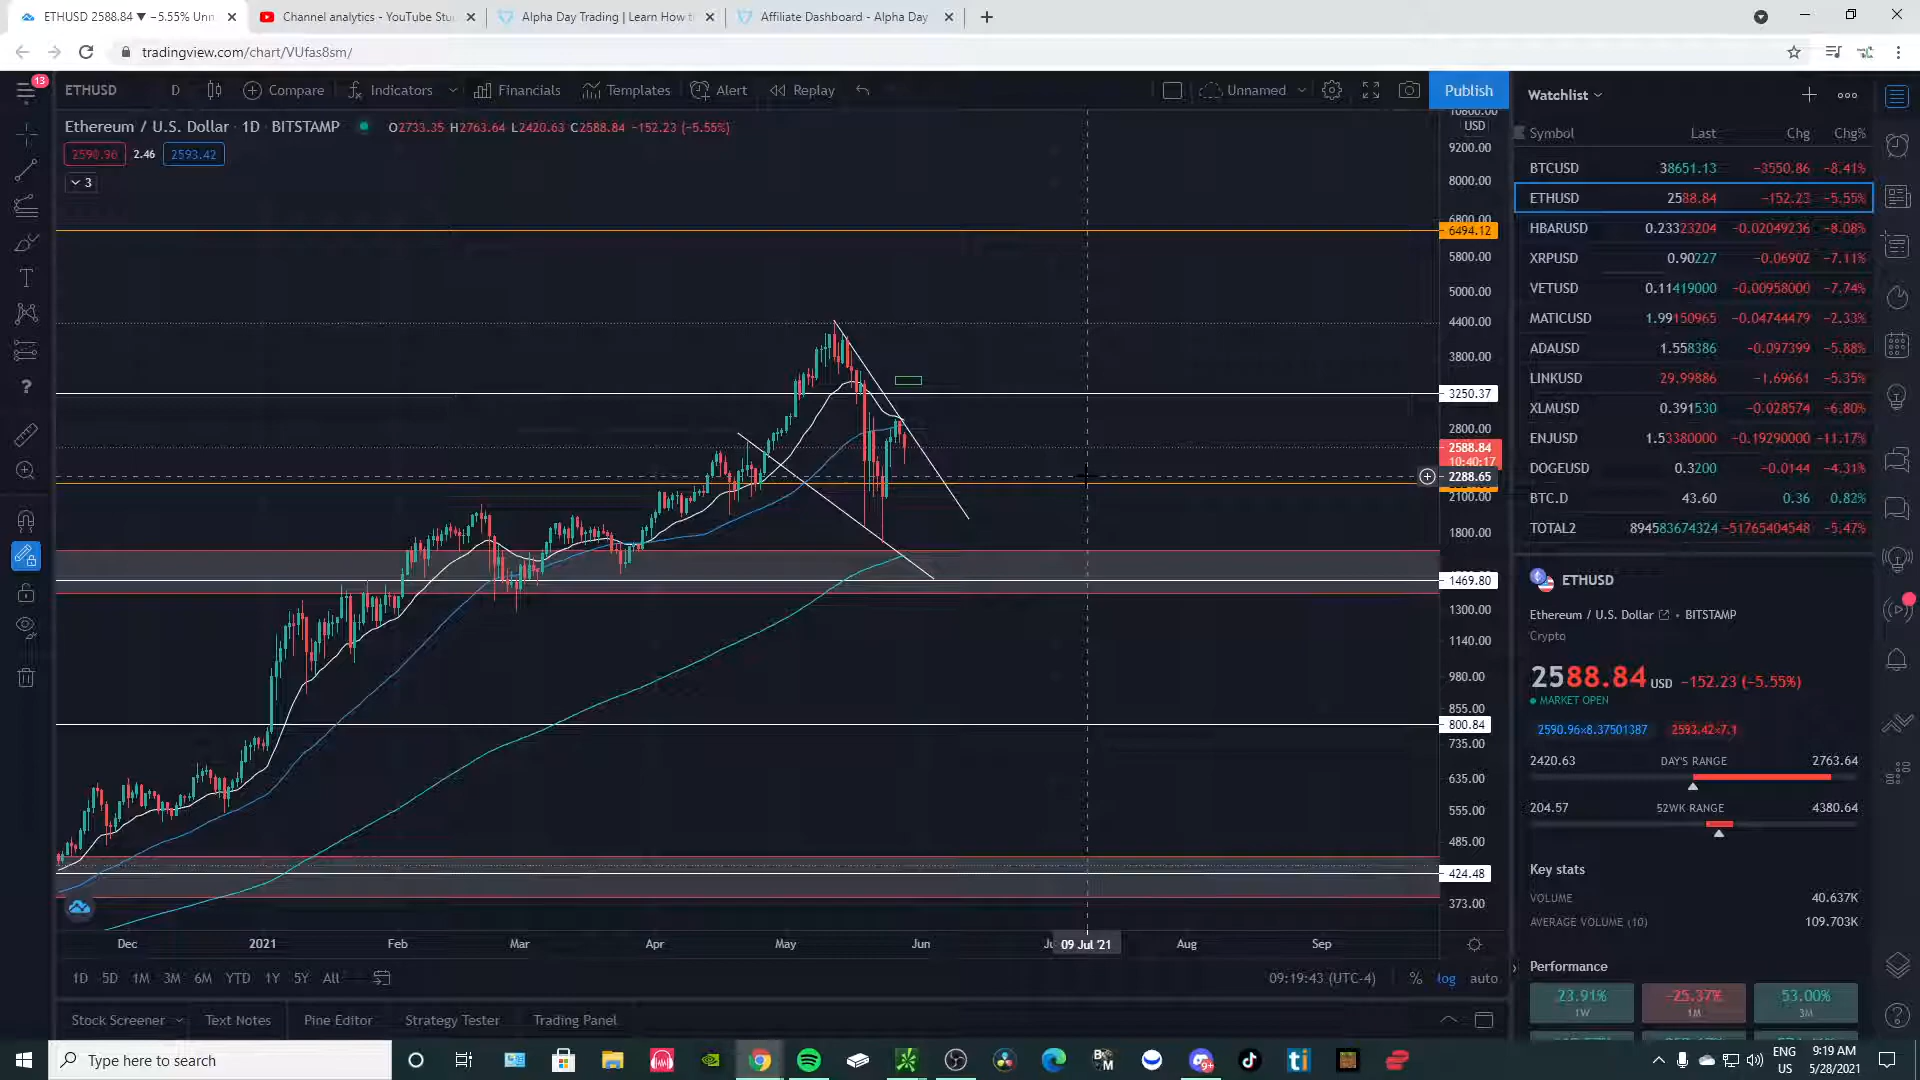 ETHUSD 2588.84 ▼ −5.55% Unn
Channel analytics - YouTube Stu
Alpha Day Trading | Learn How t
Affiliate Dashboard - Alpha Day
tradingview.com/chart/VUfas8sm/
13
ETHUSD D Compare Indicators Financials Templates Alert Replay Unnamed Publish
Ethereum / U.S. Dollar 1D BITSTAMP O2733.35 H2763.64 L2420.63 C2588.84 −152.23 (−5.55%)
2590.96 2.46 2593.42
3
10800.00
USD
9200.00
8000.00
6800.00
6494.12
5800.00
5000.00
4400.00
3800.00
3250.37
2800.00
2588.84
10:40:17
2288.65
2100.00
1800.00
1469.80
1300.00
1140.00
980.00
855.00
800.84
735.00
635.00
555.00
485.00
424.48
373.00
Dec 2021 Feb Mar Apr May Jun 09 Jul '21 Aug Sep
1D 5D 1M 3M 6M YTD 1Y 5Y All 09:19:43 (UTC-4) % log auto
Stock Screener Text Notes Pine Editor Strategy Tester Trading Panel
Watchlist
Symbol Last Chg Chg%
BTCUSD 38651.13 −3550.86 −8.41%
ETHUSD 2588.84 −152.23 −5.55%
HBARUSD 0.23323204 −0.02049236 −8.08%
XRPUSD 0.90227 −0.06902 −7.11%
VETUSD 0.11419000 −0.00958000 −7.74%
MATICUSD 1.99150965 −0.04744479 −2.33%
ADAUSD 1.558386 −0.097399 −5.88%
LINKUSD 29.99886 −1.69661 −5.35%
XLMUSD 0.391530 −0.028574 −6.80%
ENJUSD 1.53380000 −0.19290000 −11.17%
DOGEUSD 0.3200 −0.0144 −4.31%
BTC.D 43.60 0.36 0.82%
TOTAL2 894583674324 −51765404548 −5.47%
ETHUSD
Ethereum / U.S. Dollar • BITSTAMP
Crypto
2588.84 USD −152.23 (−5.55%)
MARKET OPEN
2590.96×8.37501387 2593.42×7.1
2420.63 DAY'S RANGE 2763.64
204.57 52WK RANGE 4380.64
Key stats
VOLUME 40.637K
AVERAGE VOLUME (10) 109.703K
Performance
23.91% −25.37% 53.00%
1W 1M 3M
Type here to search
ENG
US
9:19 AM
5/28/2021